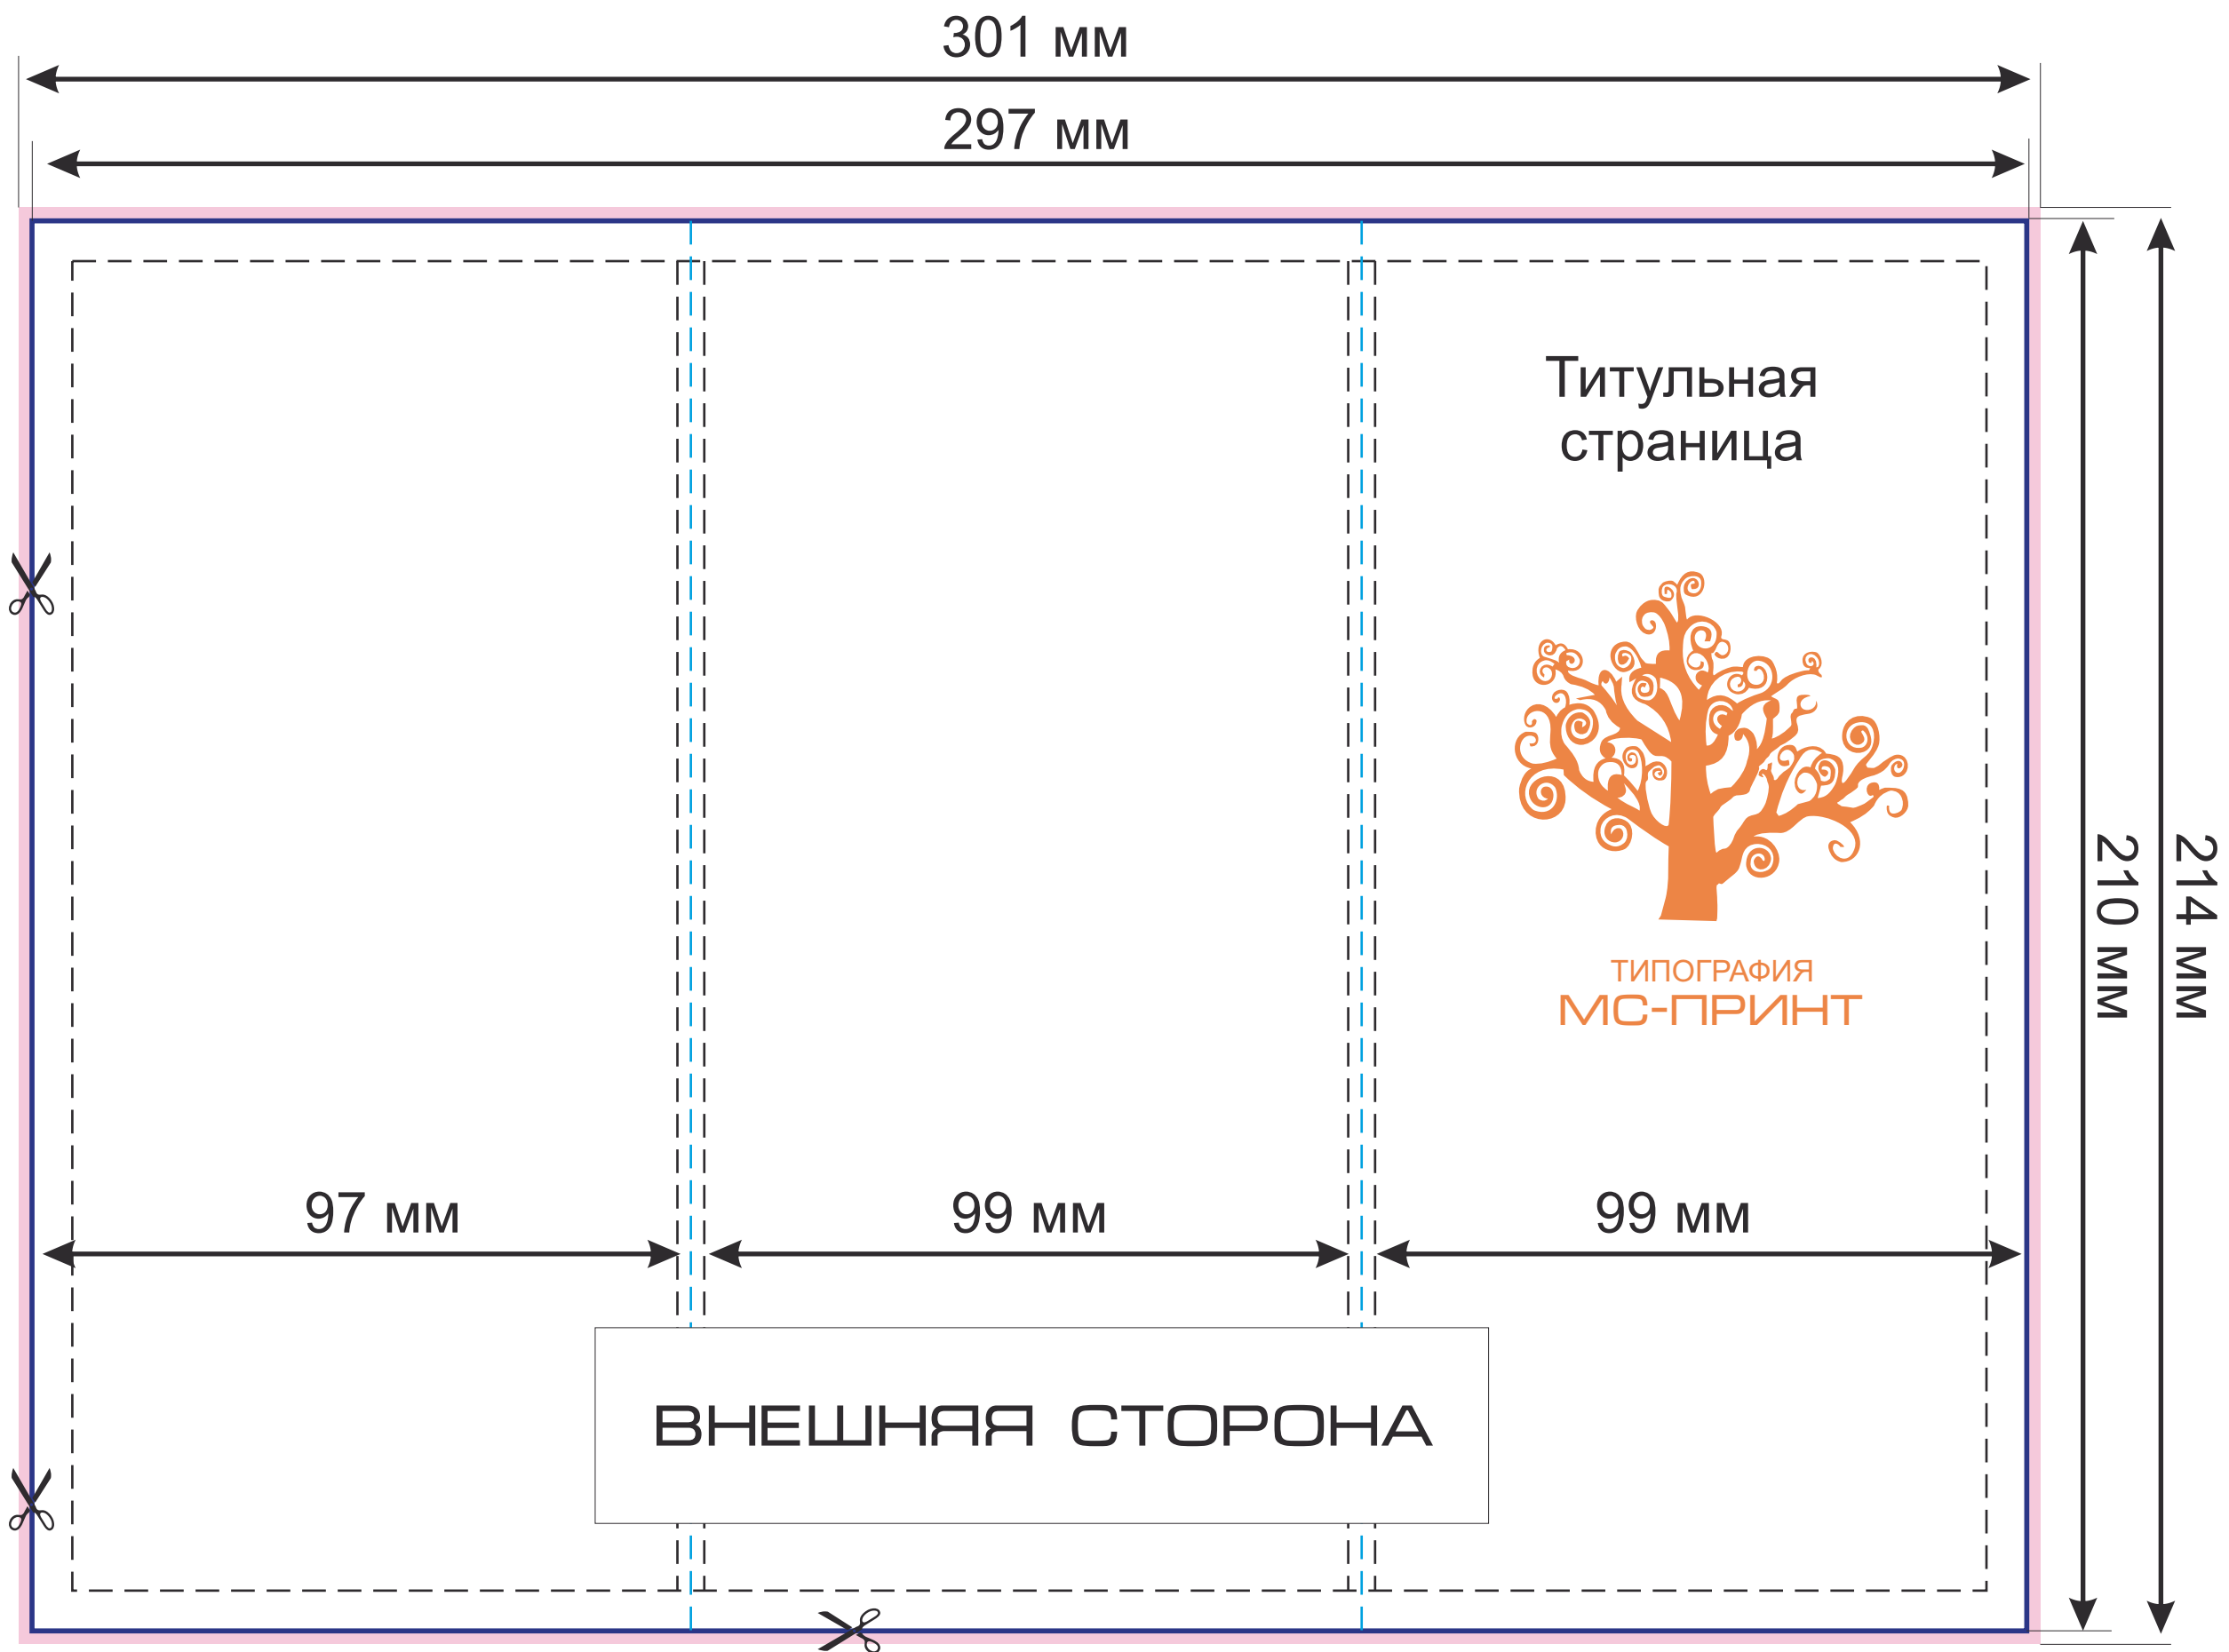 301 мм
297 мм
Титульная
страница
210 мм
214 мм
ТИПОГРАФИЯ
МС-ПРИНТ
97 мм
99 мм
99 мм
ВНЕШНЯЯ СТОРОНА